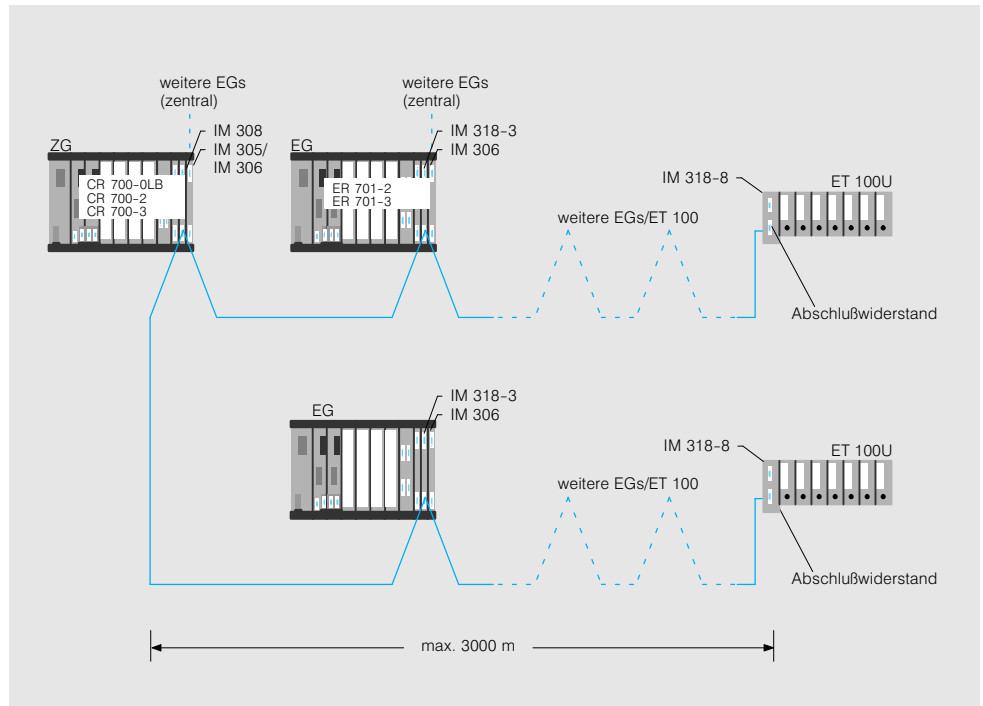 weitere EGs
(zentral)
weitere EGs
(zentral)
ZG
IM 308
IM 305/
IM 306
EG
IM 318-3
IM 306
CR 700-0LB
CR 700-2
CR 700-3
ER 701-2
ER 701-3
IM 318-8
ET 100U
weitere EGs/ET 100
Abschlußwiderstand
EG
IM 318-3
IM 306
IM 318-8
ET 100U
weitere EGs/ET 100
Abschlußwiderstand
max. 3000 m